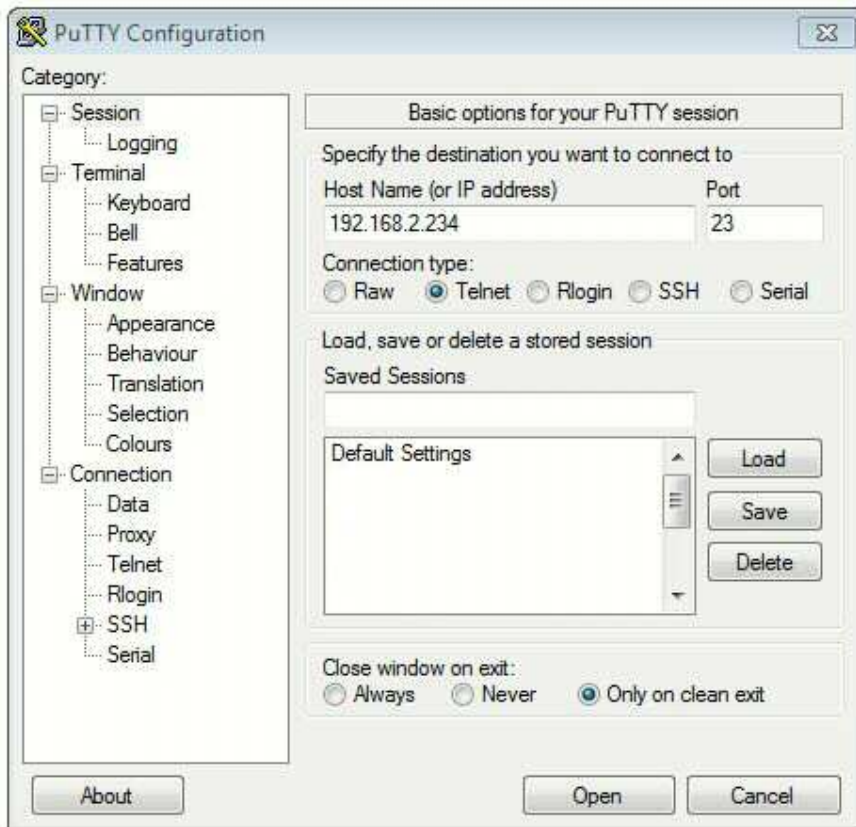 PuTTY Configuration
Category:
Session
Logging
Terminal
Keyboard
Bell
Features
Window
Appearance
Behaviour
Translation
Selection
Colours
Connection
Data
Proxy
Telnet
Rlogin
SSH
Serial
Basic options for your PuTTY session
Specify the destination you want to connect to
Host Name (or IP address) Port
192.168.2.234 23
Connection type:
Raw Telnet Rlogin SSH Serial
Load, save or delete a stored session
Saved Sessions
Default Settings
Load
Save
Delete
Close window on exit:
Always Never Only on clean exit
About Open Cancel